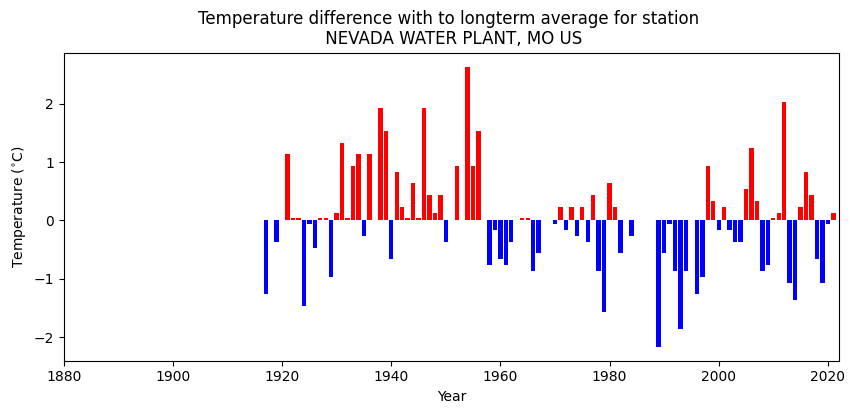 Temperature difference with to longterm average for station
NEVADA WATER PLANT, MO US
Temperature (°C)
2
1
0
−1
−2
1880 1900 1920 1940 1960 1980 2000 2020
Year